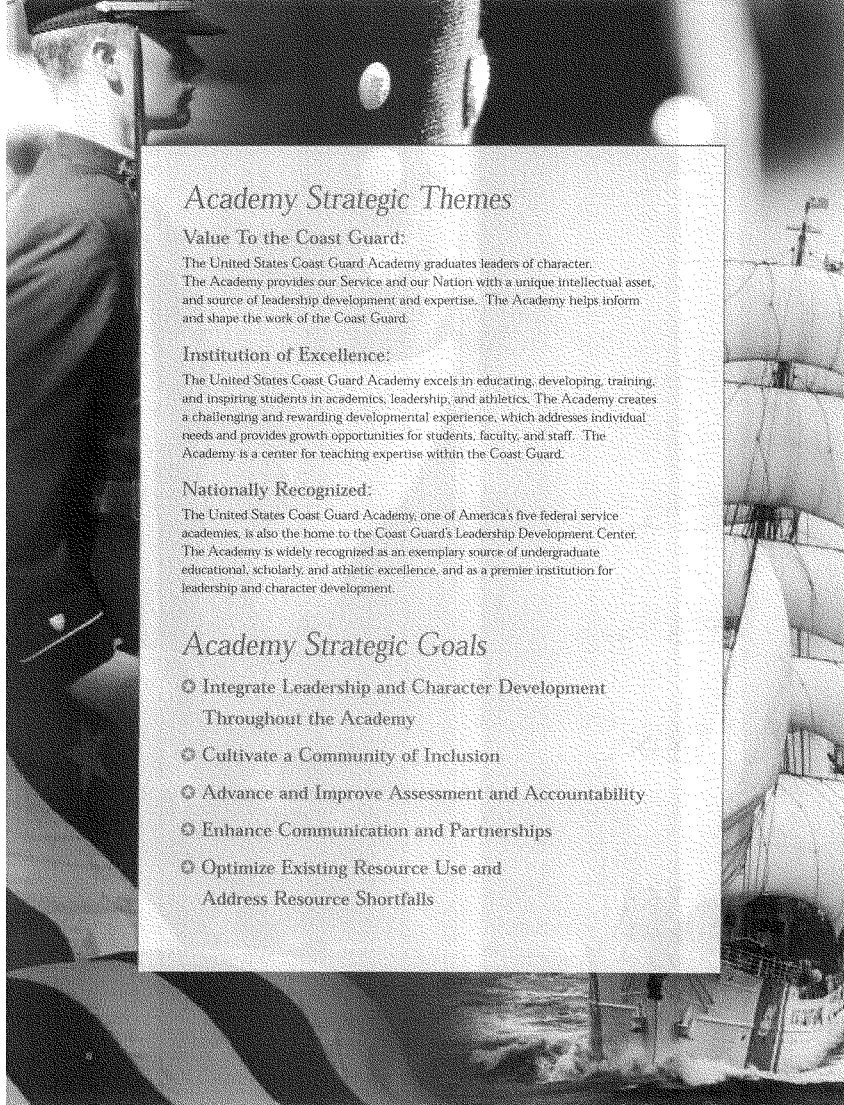 Academy Strategic Themes
Value To the Coast Guard:
The United States Coast Guard Academy graduates leaders of character.
The Academy provides our Service and our Nation with a unique intellectual asset,
and source of leadership development and expertise. The Academy helps inform
and shape the work of the Coast Guard.
Institution of Excellence:
The United States Coast Guard Academy excels in educating, developing, training,
and inspiring students in academics, leadership, and athletics. The Academy creates
a challenging and rewarding developmental experience, which addresses individual
needs and provides growth opportunities for students, faculty, and staff. The
Academy is a center for teaching expertise within the Coast Guard.
Nationally Recognized:
The United States Coast Guard Academy, one of America's five federal service
academies, is also the home to the Coast Guard's Leadership Development Center.
The Academy is widely recognized as an exemplary source of undergraduate
educational, scholarly, and athletic excellence, and as a premier institution for
leadership and character development.
Academy Strategic Goals
✪ Integrate Leadership and Character Development
Throughout the Academy
✪ Cultivate a Community of Inclusion
✪ Advance and Improve Assessment and Accountability
✪ Enhance Communication and Partnerships
✪ Optimize Existing Resource Use and
Address Resource Shortfalls
8